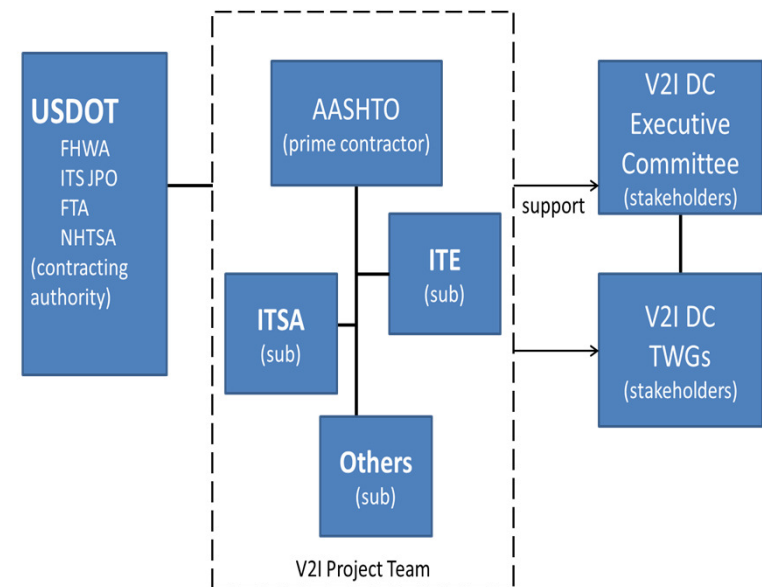 USDOT
FHWA
ITS JPO
FTA
NHTSA
(contracting
authority)
AASHTO
(prime contractor)
ITE
(sub)
ITSA
(sub)
Others
(sub)
V2I Project Team
support
V2I DC
Executive
Committee
(stakeholders)
V2I DC
TWGs
(stakeholders)